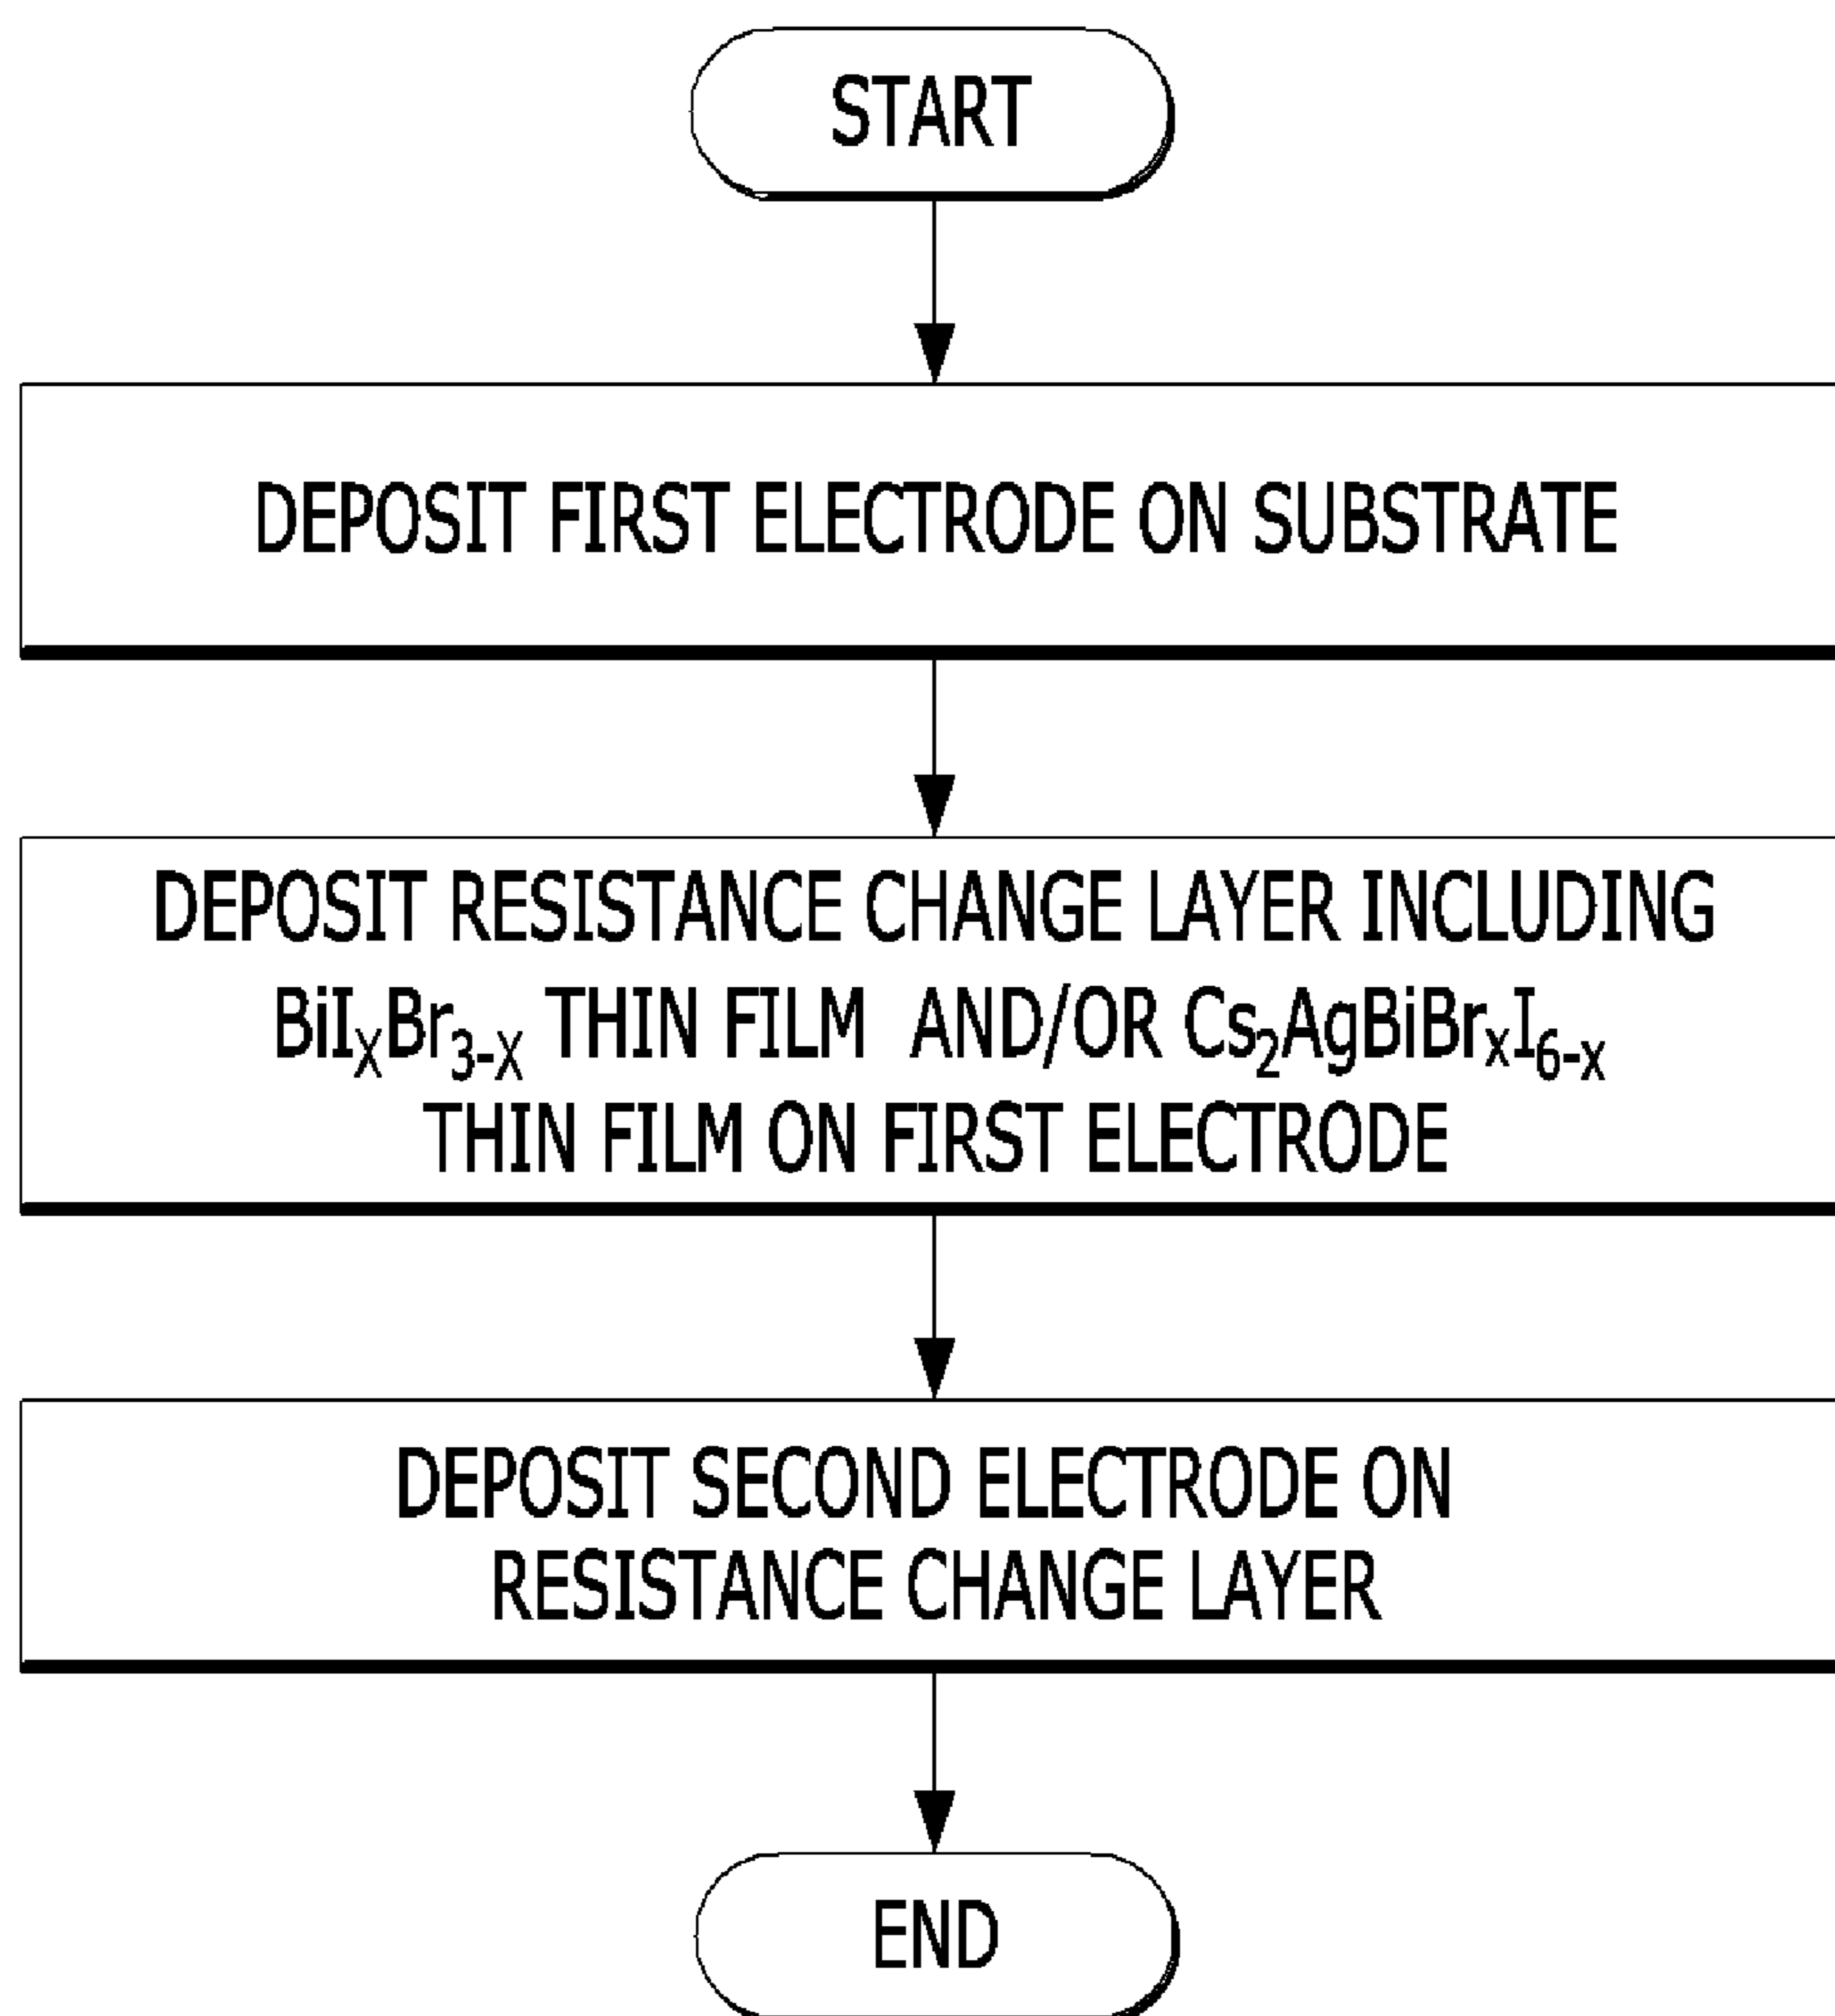 START
DEPOSIT FIRST ELECTRODE ON SUBSTRATE
DEPOSIT RESISTANCE CHANGE LAYER INCLUDING
BiIₓBr₃₋ₓ THIN FILM AND/OR Cs₂AgBiBrₓI₆₋ₓ
THIN FILM ON FIRST ELECTRODE
DEPOSIT SECOND ELECTRODE ON
RESISTANCE CHANGE LAYER
END